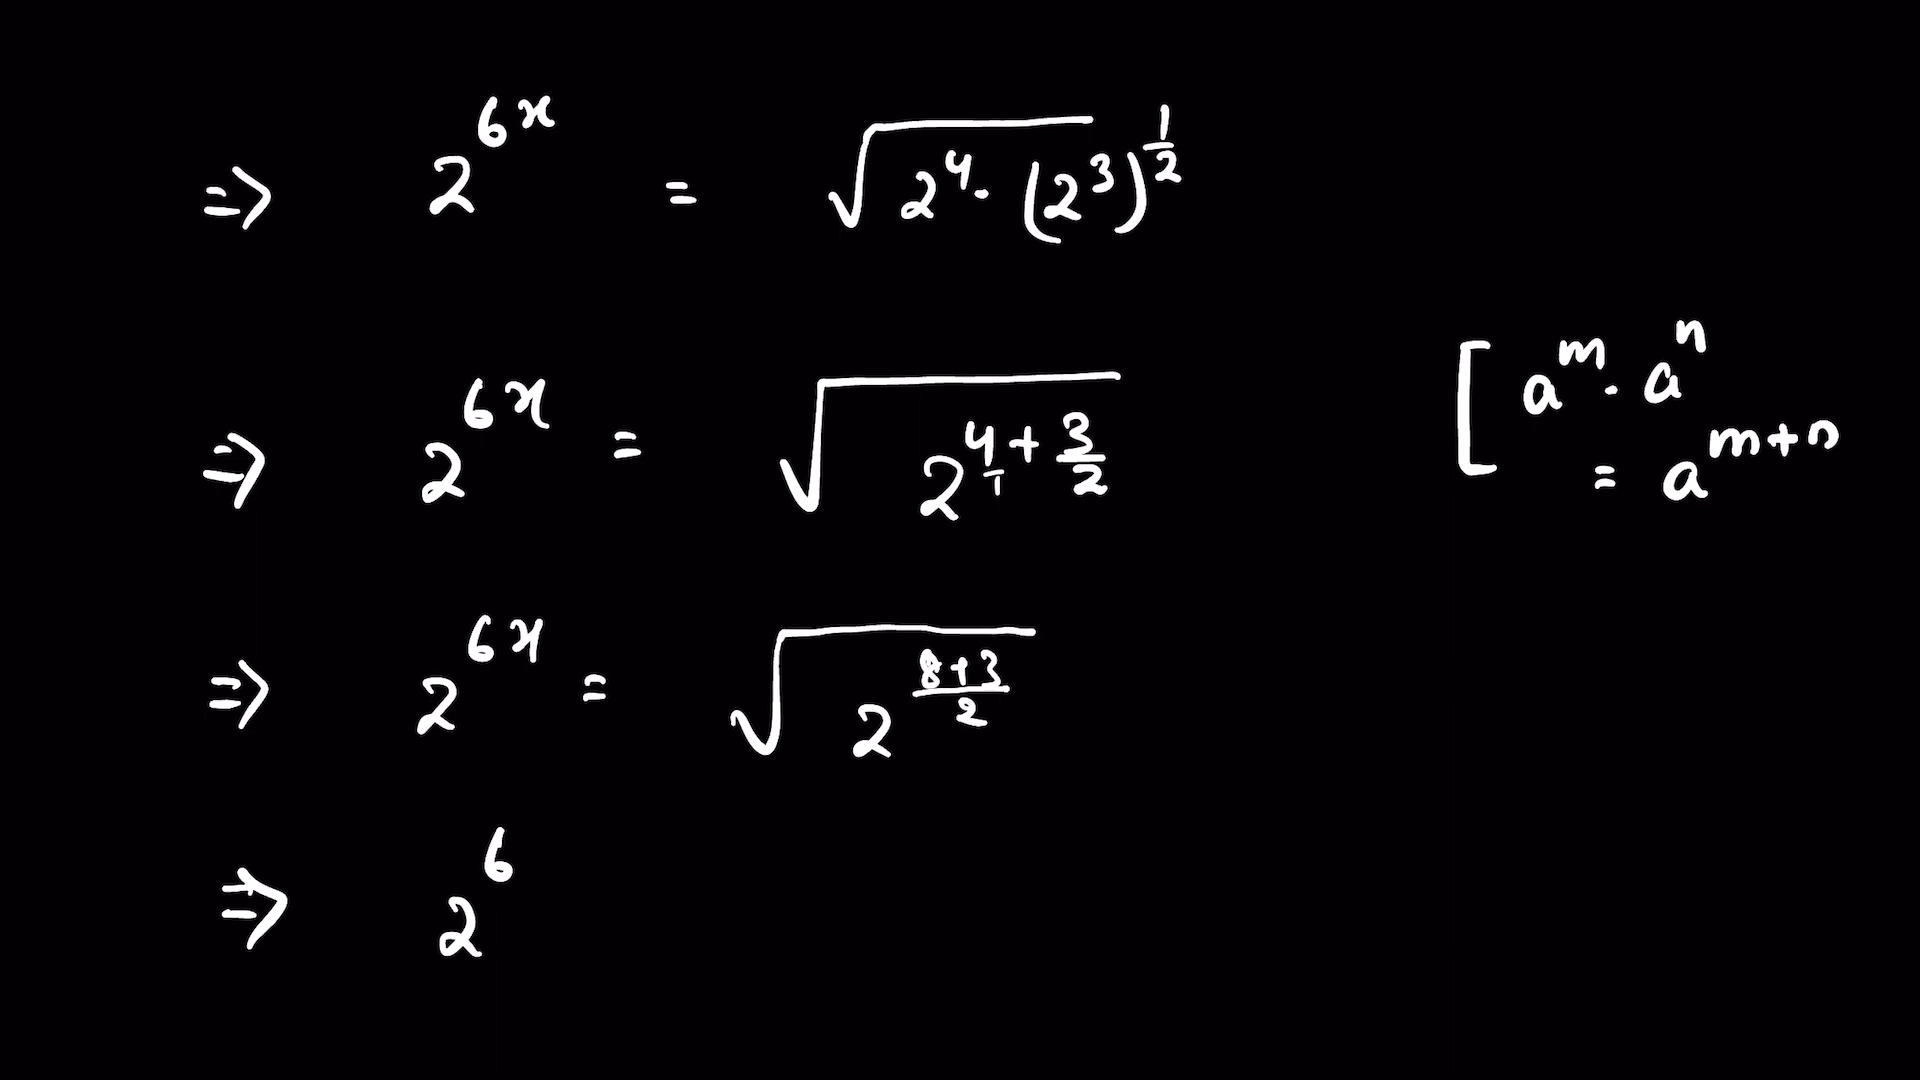 ⇒ 2^{6x} = √(2^4 · (2^3)^{1/2})
[ a^m · a^n
⇒ 2^{6x} = √(2^{4/1 + 3/2})
= a^{m+n}
⇒ 2^{6x} = √(2^{(8+3)/2})
⇒ 2^6